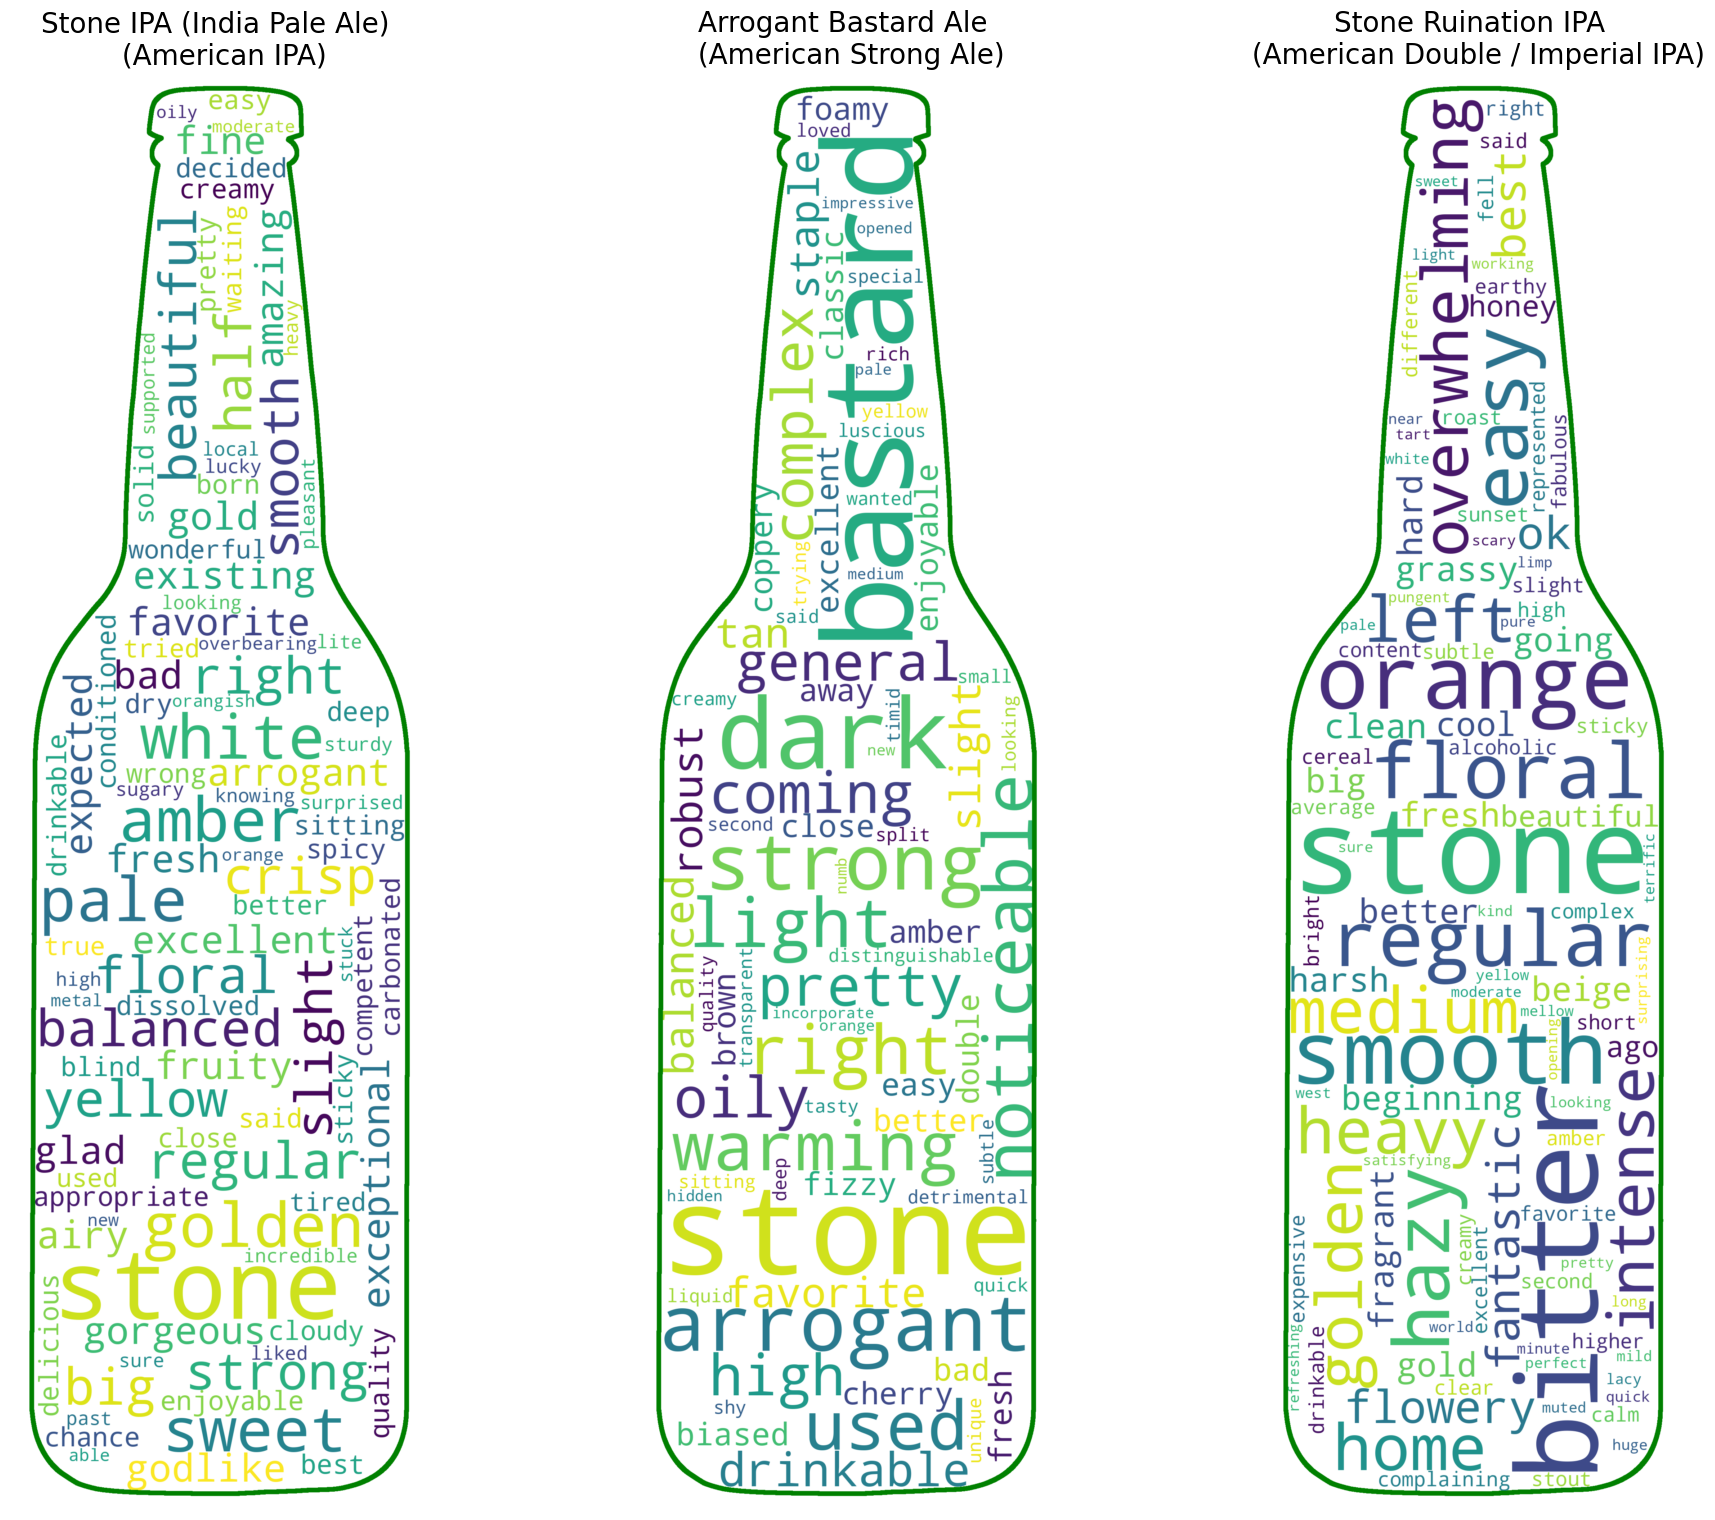 Stone IPA (India Pale Ale)
(American IPA)
oily
easy
moderate
fine
decided
creamy
beautiful
pretty
waiting
amazing
half
heavy
supported
smooth
solid
local
lucky
born
pleasant
gold
wonderful
existing
looking
favorite
conditioned
tried
overbearing
lite
bad
right
expected
dry
orangish
deep
white
sturdy
drinkable
wrong
arrogant
sugary
knowing
surprised
amber
sitting
fresh
orange
spicy
crisp
pale
better
carbonated
true
excellent
stuck
competent
high
floral
slight
metal
dissolved
balanced
blind
fruity
sticky
exceptional
yellow
said
glad
close
regular
used
appropriate
tired
new
airy
golden
incredible
stone
delicious
gorgeous
cloudy
liked
sure
strong
quality
big
enjoyable
past
sweet
chance
able
godlike
best
Arrogant Bastard Ale
(American Strong Ale)
foamy
loved
bastard
staple
impressive
opened
classic
special
complex
rich
pale
yellow
luscious
excellent
enjoyable
coppery
wanted
trying
medium
said
tan
general
small
creamy
away
timid
slight
looking
dark
new
robust
coming
noticeable
second
close
split
strong
numb
balanced
light
amber
distinguishable
quality
brown
transparent
pretty
incorporate
orange
double
right
oily
easy
tasty
better
warming
subtle
sitting
deep
fizzy
hidden
detrimental
stone
quick
liquid
favorite
arrogant
high
bad
cherry
fresh
shy
used
unique
biased
drinkable
Stone Ruination IPA
(American Double / Imperial IPA)
overwhelming
right
said
best
sweet
fell
light
working
different
earthy
honey
easy
represented
near
roast
tart
fabulous
white
hard
sunset
scary
ok
grassy
limp
slight
pungent
left
high
pale
pure
going
content
subtle
orange
clean
cool
sticky
cereal
floral
alcoholic
big
average
fresh
beautiful
stone
sure
terrific
bright
better
kind
complex
regular
surprising
harsh
yellow
moderate
beige
medium
mellow
short
smooth
opening
ago
bitter
intense
west
beginning
looking
heavy
fantastic
amber
satisfying
golden
fragrant
hazy
favorite
expensive
creamy
excellent
pretty
second
long
world
refreshing
drinkable
minute
higher
gold
perfect
mild
clear
lacy
quick
flowery
muted
calm
home
huge
complaining
stout